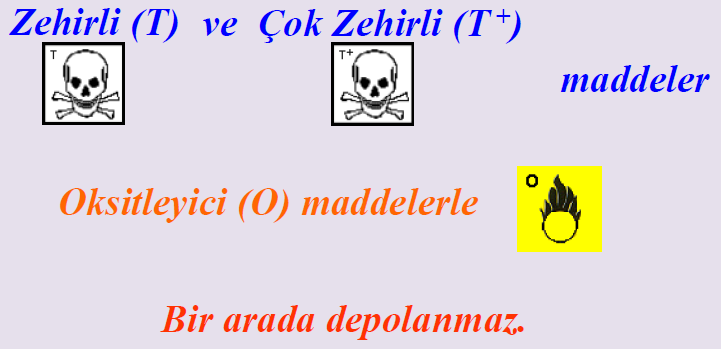 Zehirli (T) ve Çok Zehirli (T⁺)
T
T⁺
maddeler
Oksitleyici (O) maddelerle
O
Bir arada depolanmaz.